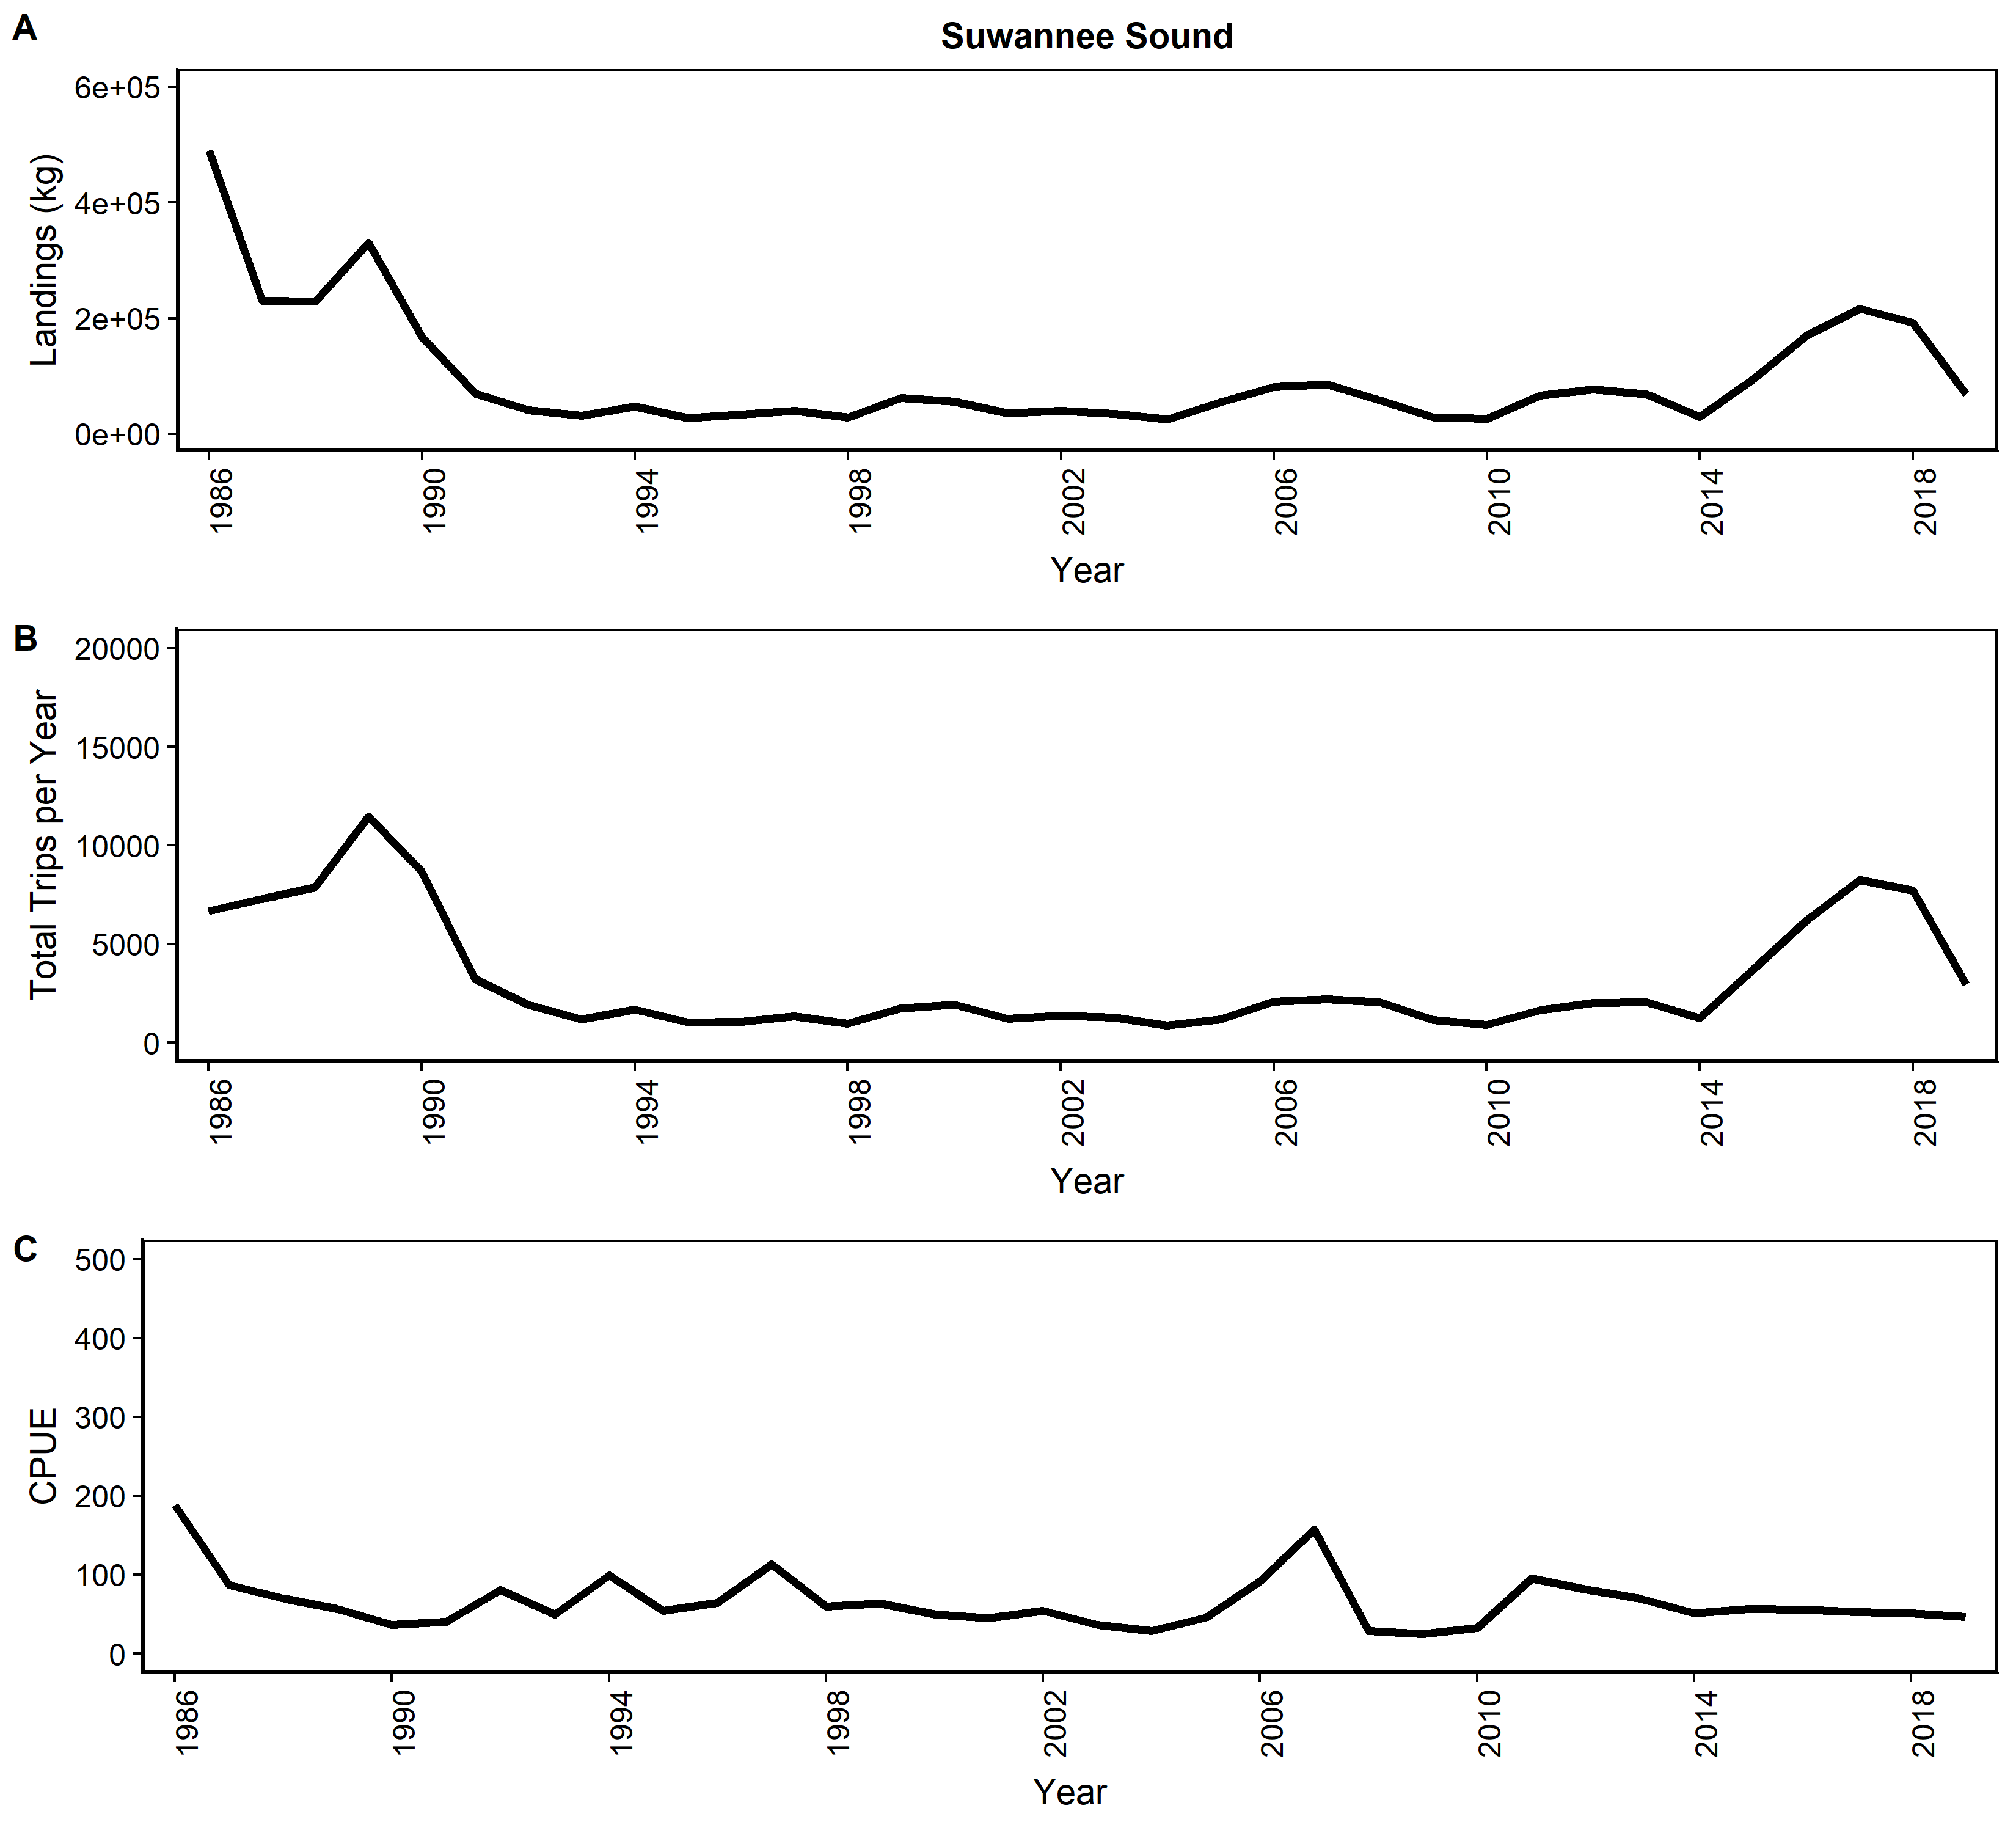 A
Suwannee Sound
Landings (kg)
6e+05
4e+05
2e+05
0e+00
1986 1990 1994 1998 2002 2006 2010 2014 2018
Year
B
Total Trips per Year
20000
15000
10000
5000
0
1986 1990 1994 1998 2002 2006 2010 2014 2018
Year
C
CPUE
500
400
300
200
100
0
1986 1990 1994 1998 2002 2006 2010 2014 2018
Year